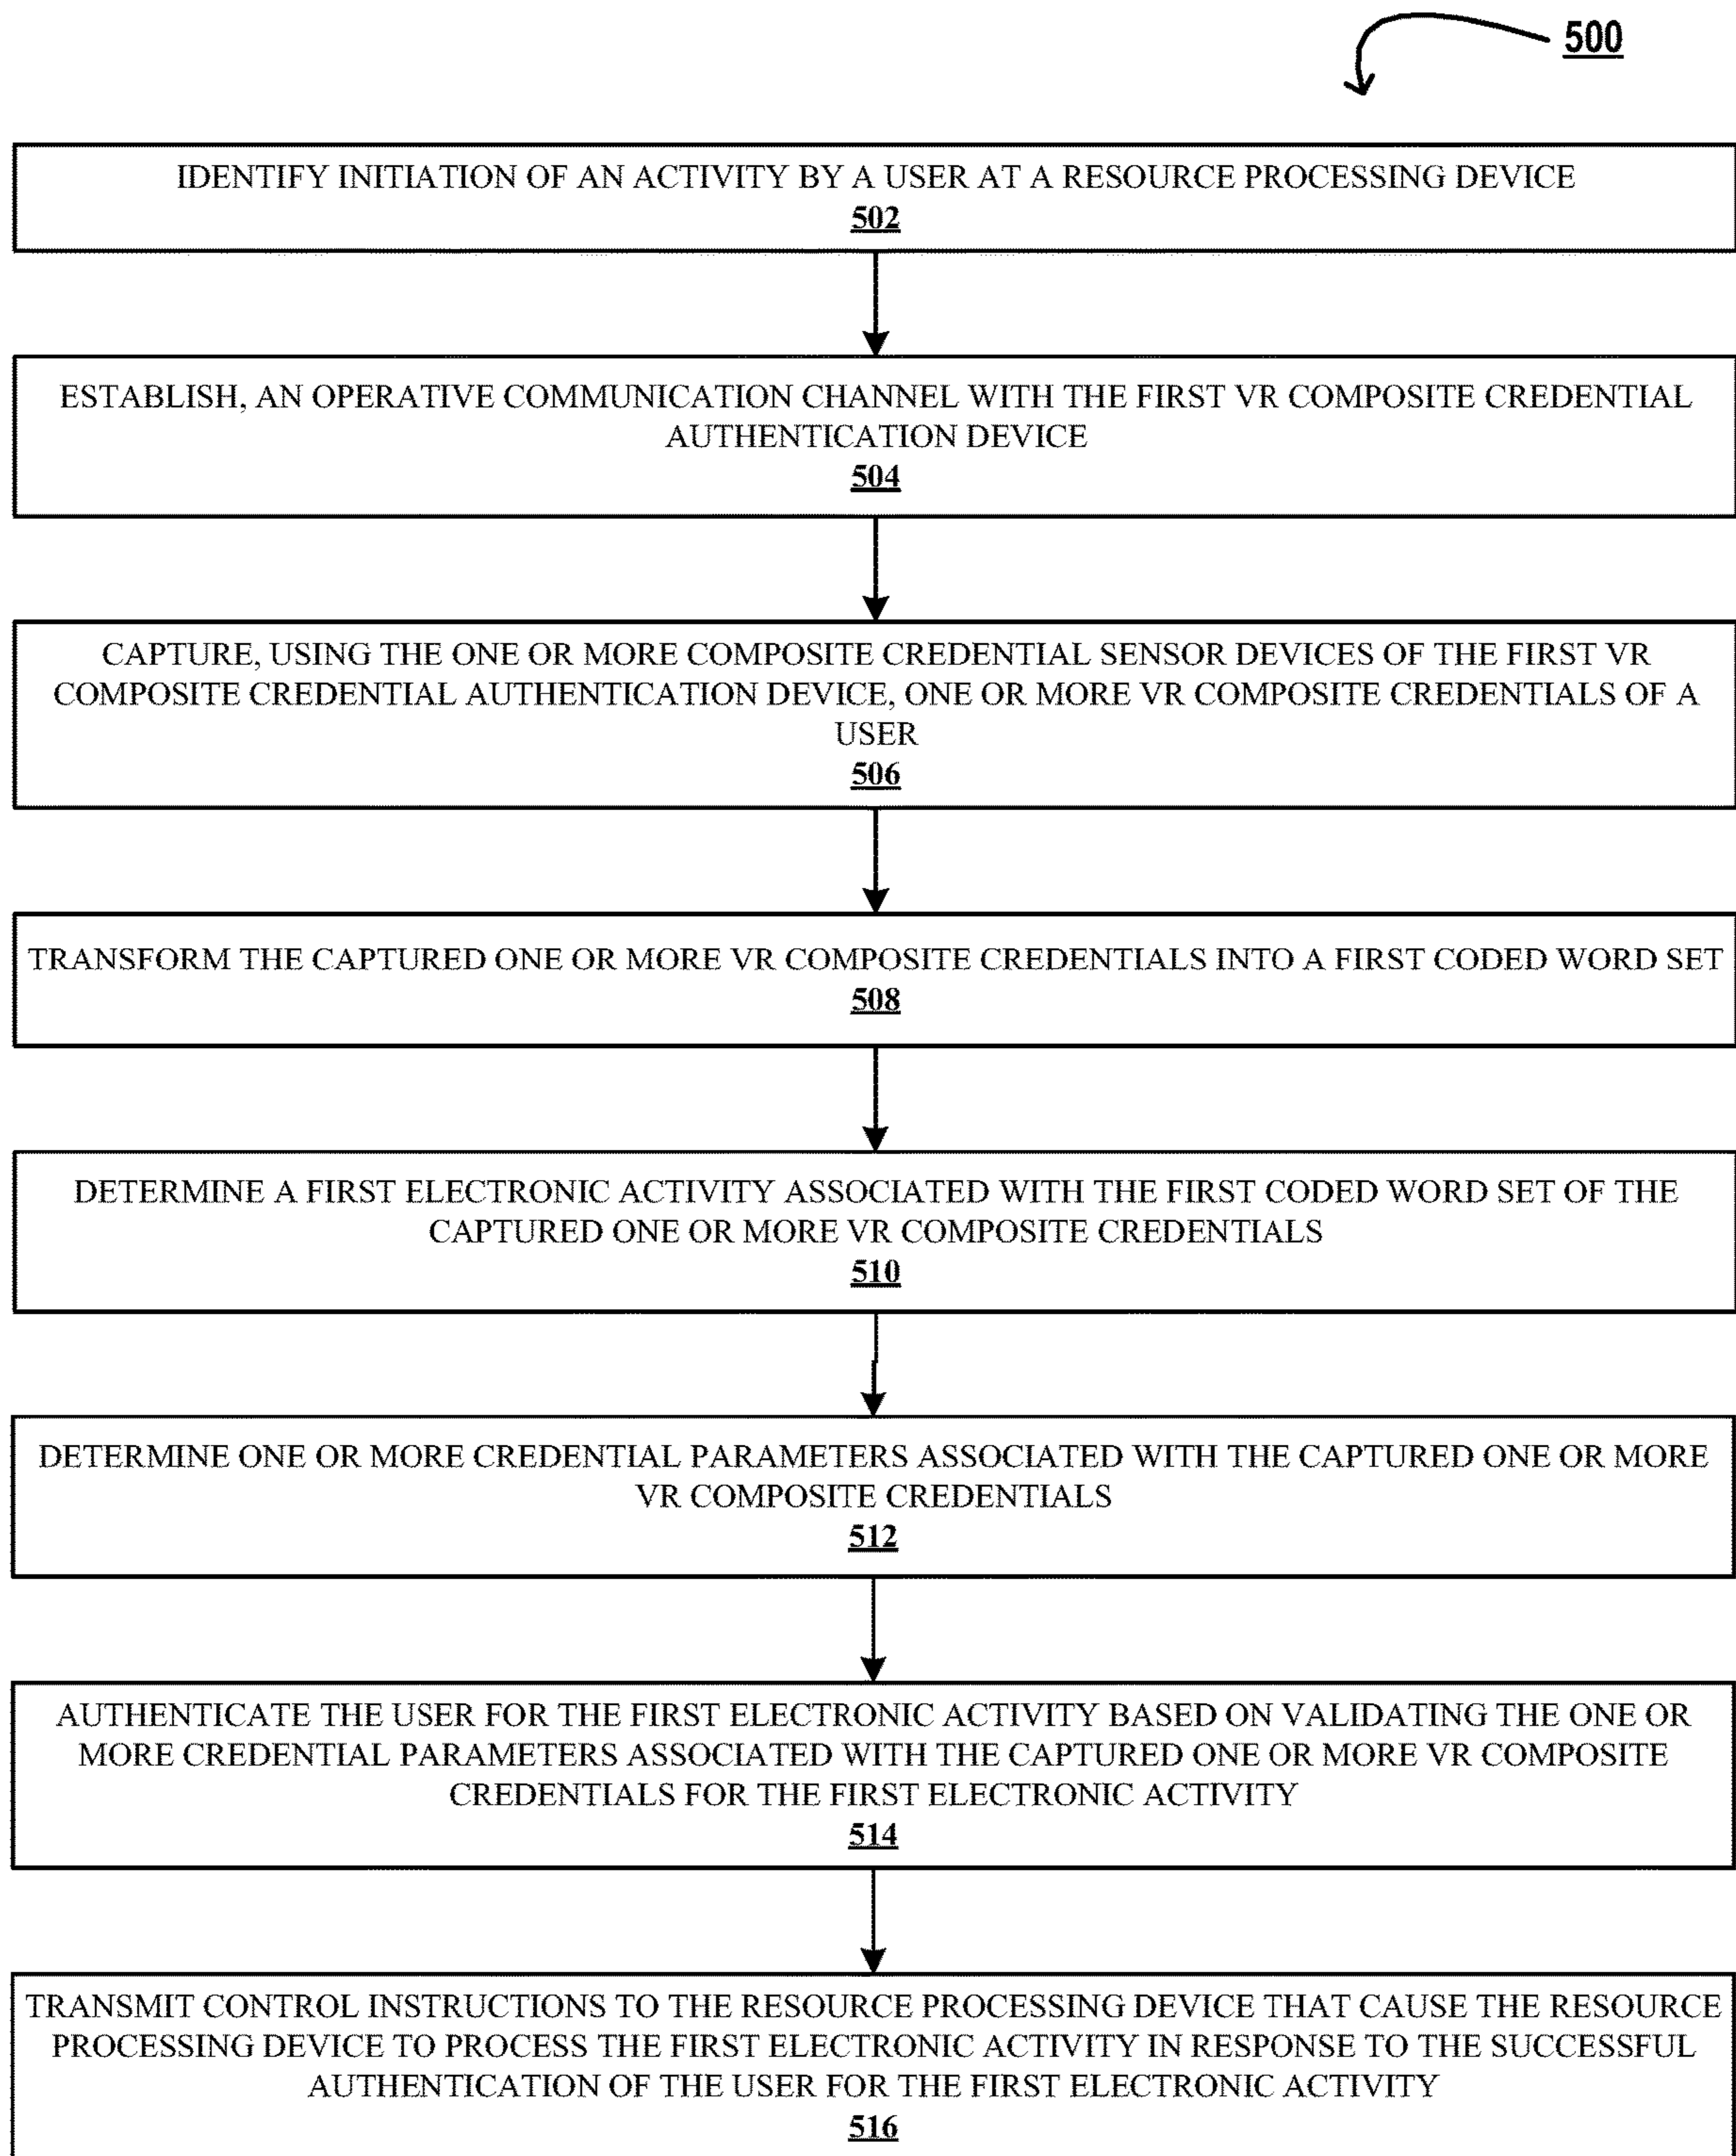 500
IDENTIFY INITIATION OF AN ACTIVITY BY A USER AT A RESOURCE PROCESSING DEVICE
502
ESTABLISH, AN OPERATIVE COMMUNICATION CHANNEL WITH THE FIRST VR COMPOSITE CREDENTIAL
AUTHENTICATION DEVICE
504
CAPTURE, USING THE ONE OR MORE COMPOSITE CREDENTIAL SENSOR DEVICES OF THE FIRST VR
COMPOSITE CREDENTIAL AUTHENTICATION DEVICE, ONE OR MORE VR COMPOSITE CREDENTIALS OF A
USER
506
TRANSFORM THE CAPTURED ONE OR MORE VR COMPOSITE CREDENTIALS INTO A FIRST CODED WORD SET
508
DETERMINE A FIRST ELECTRONIC ACTIVITY ASSOCIATED WITH THE FIRST CODED WORD SET OF THE
CAPTURED ONE OR MORE VR COMPOSITE CREDENTIALS
510
DETERMINE ONE OR MORE CREDENTIAL PARAMETERS ASSOCIATED WITH THE CAPTURED ONE OR MORE
VR COMPOSITE CREDENTIALS
512
AUTHENTICATE THE USER FOR THE FIRST ELECTRONIC ACTIVITY BASED ON VALIDATING THE ONE OR
MORE CREDENTIAL PARAMETERS ASSOCIATED WITH THE CAPTURED ONE OR MORE VR COMPOSITE
CREDENTIALS FOR THE FIRST ELECTRONIC ACTIVITY
514
TRANSMIT CONTROL INSTRUCTIONS TO THE RESOURCE PROCESSING DEVICE THAT CAUSE THE RESOURCE
PROCESSING DEVICE TO PROCESS THE FIRST ELECTRONIC ACTIVITY IN RESPONSE TO THE SUCCESSFUL
AUTHENTICATION OF THE USER FOR THE FIRST ELECTRONIC ACTIVITY
516